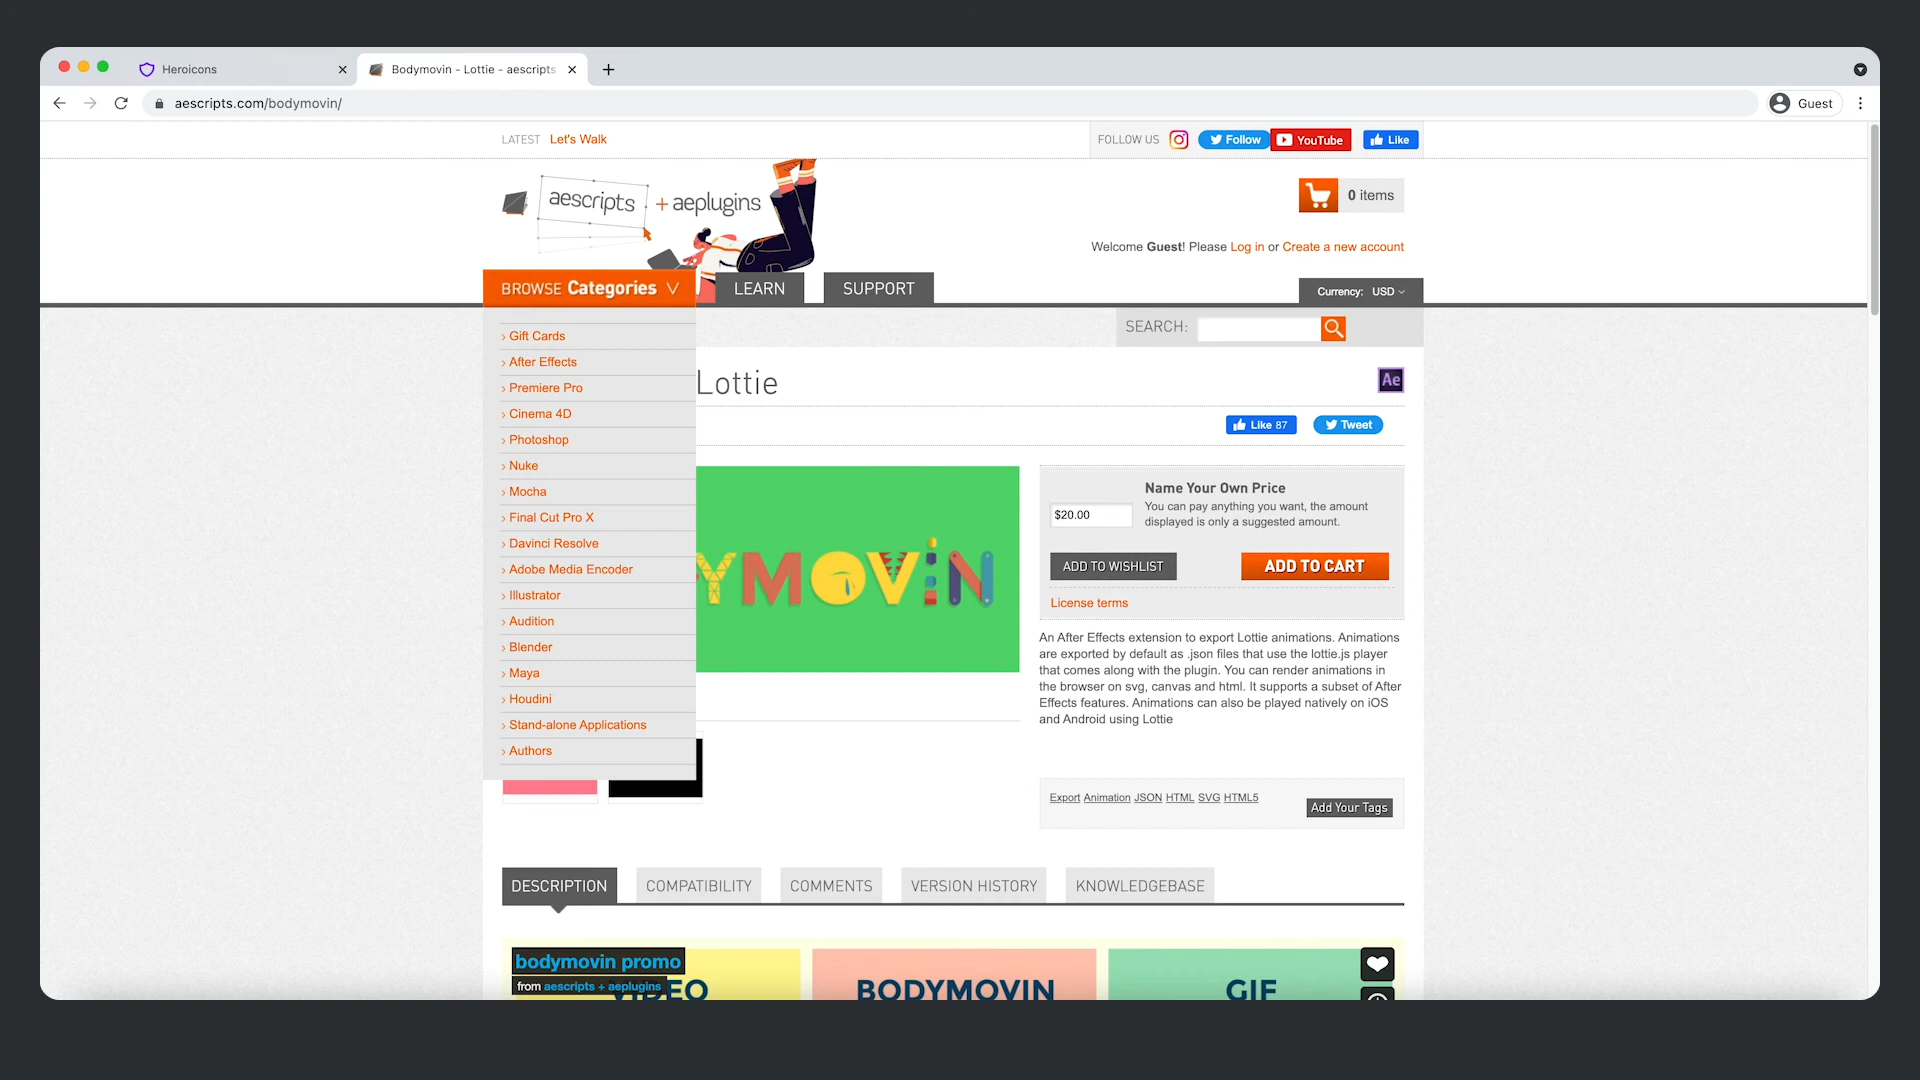 Heroicons
Bodymovin - Lottie - aescripts
aescripts.com/bodymovin/
Guest
LATEST Let's Walk
FOLLOW US Follow YouTube Like
aescripts + aeplugins
0 items
Welcome Guest! Please Log in or Create a new account
BROWSE Categories
LEARN
SUPPORT
Currency: USD
SEARCH:
› Gift Cards
› After Effects
› Premiere Pro
› Cinema 4D
› Photoshop
› Nuke
› Mocha
› Final Cut Pro X
› Davinci Resolve
› Adobe Media Encoder
› Illustrator
› Audition
› Blender
› Maya
› Houdini
› Stand-alone Applications
› Authors
Lottie
Ae
Like 87
Tweet
YMOViN
Name Your Own Price
$20.00
You can pay anything you want, the amount
displayed is only a suggested amount.
ADD TO WISHLIST
ADD TO CART
License terms
An After Effects extension to export Lottie animations. Animations
are exported by default as .json files that use the lottie.js player
that comes along with the plugin. You can render animations in
the browser on svg, canvas and html. It supports a subset of After
Effects features. Animations can also be played natively on iOS
and Android using Lottie
Export Animation JSON HTML SVG HTML5
Add Your Tags
DESCRIPTION
COMPATIBILITY
COMMENTS
VERSION HISTORY
KNOWLEDGEBASE
bodymovin promo
from aescripts + aeplugins
VIDEO
BODYMOVIN
GIF